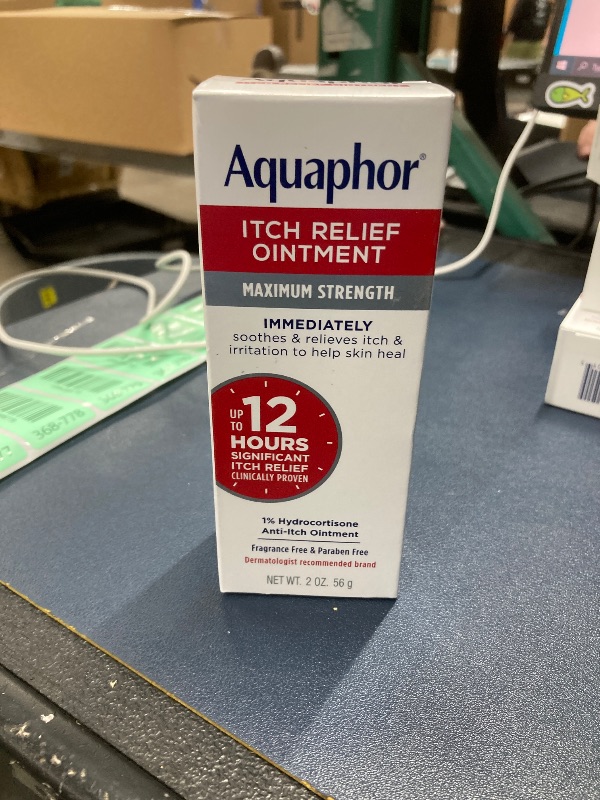 Aquaphor®
ITCH RELIEF
OINTMENT
MAXIMUM STRENGTH
IMMEDIATELY
soothes & relieves itch &
irritation to help skin heal
UP TO 12
HOURS
SIGNIFICANT
ITCH RELIEF
CLINICALLY PROVEN
1% Hydrocortisone
Anti-Itch Ointment
Fragrance Free & Paraben Free
Dermatologist recommended brand
NET WT. 2 OZ. 56 g
368-778